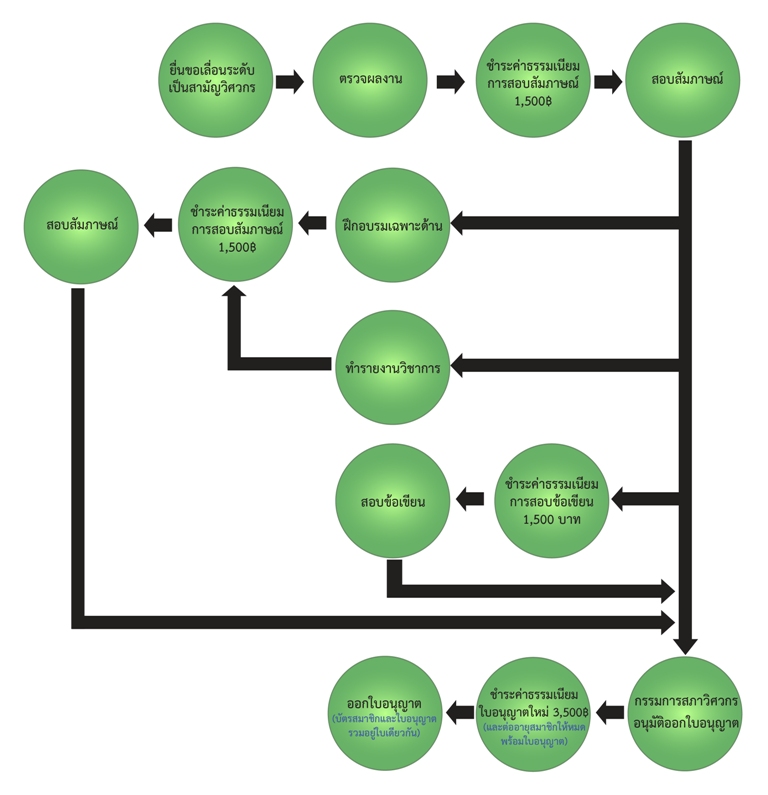 ยื่นขอเลื่อนระดับ
เป็นสามัญวิศวกร
ตรวจผลงาน
ชำระค่าธรรมเนียม
การสอบสัมภาษณ์
1,500฿
สอบสัมภาษณ์
สอบสัมภาษณ์
ชำระค่าธรรมเนียม
การสอบสัมภาษณ์
1,500฿
ฝึกอบรมเฉพาะด้าน
ทำรายงานวิชาการ
สอบข้อเขียน
ชำระค่าธรรมเนียม
การสอบข้อเขียน
1,500 บาท
ออกใบอนุญาต
(บัตรสมาชิกและใบอนุญาต
รวมอยู่ใบเดียวกัน)
ชำระค่าธรรมเนียม
ใบอนุญาตใหม่ 3,500฿
(และต่ออายุสมาชิกให้หมด
พร้อมใบอนุญาต)
กรรมการสภาวิศวกร
อนุมัติออกใบอนุญาต